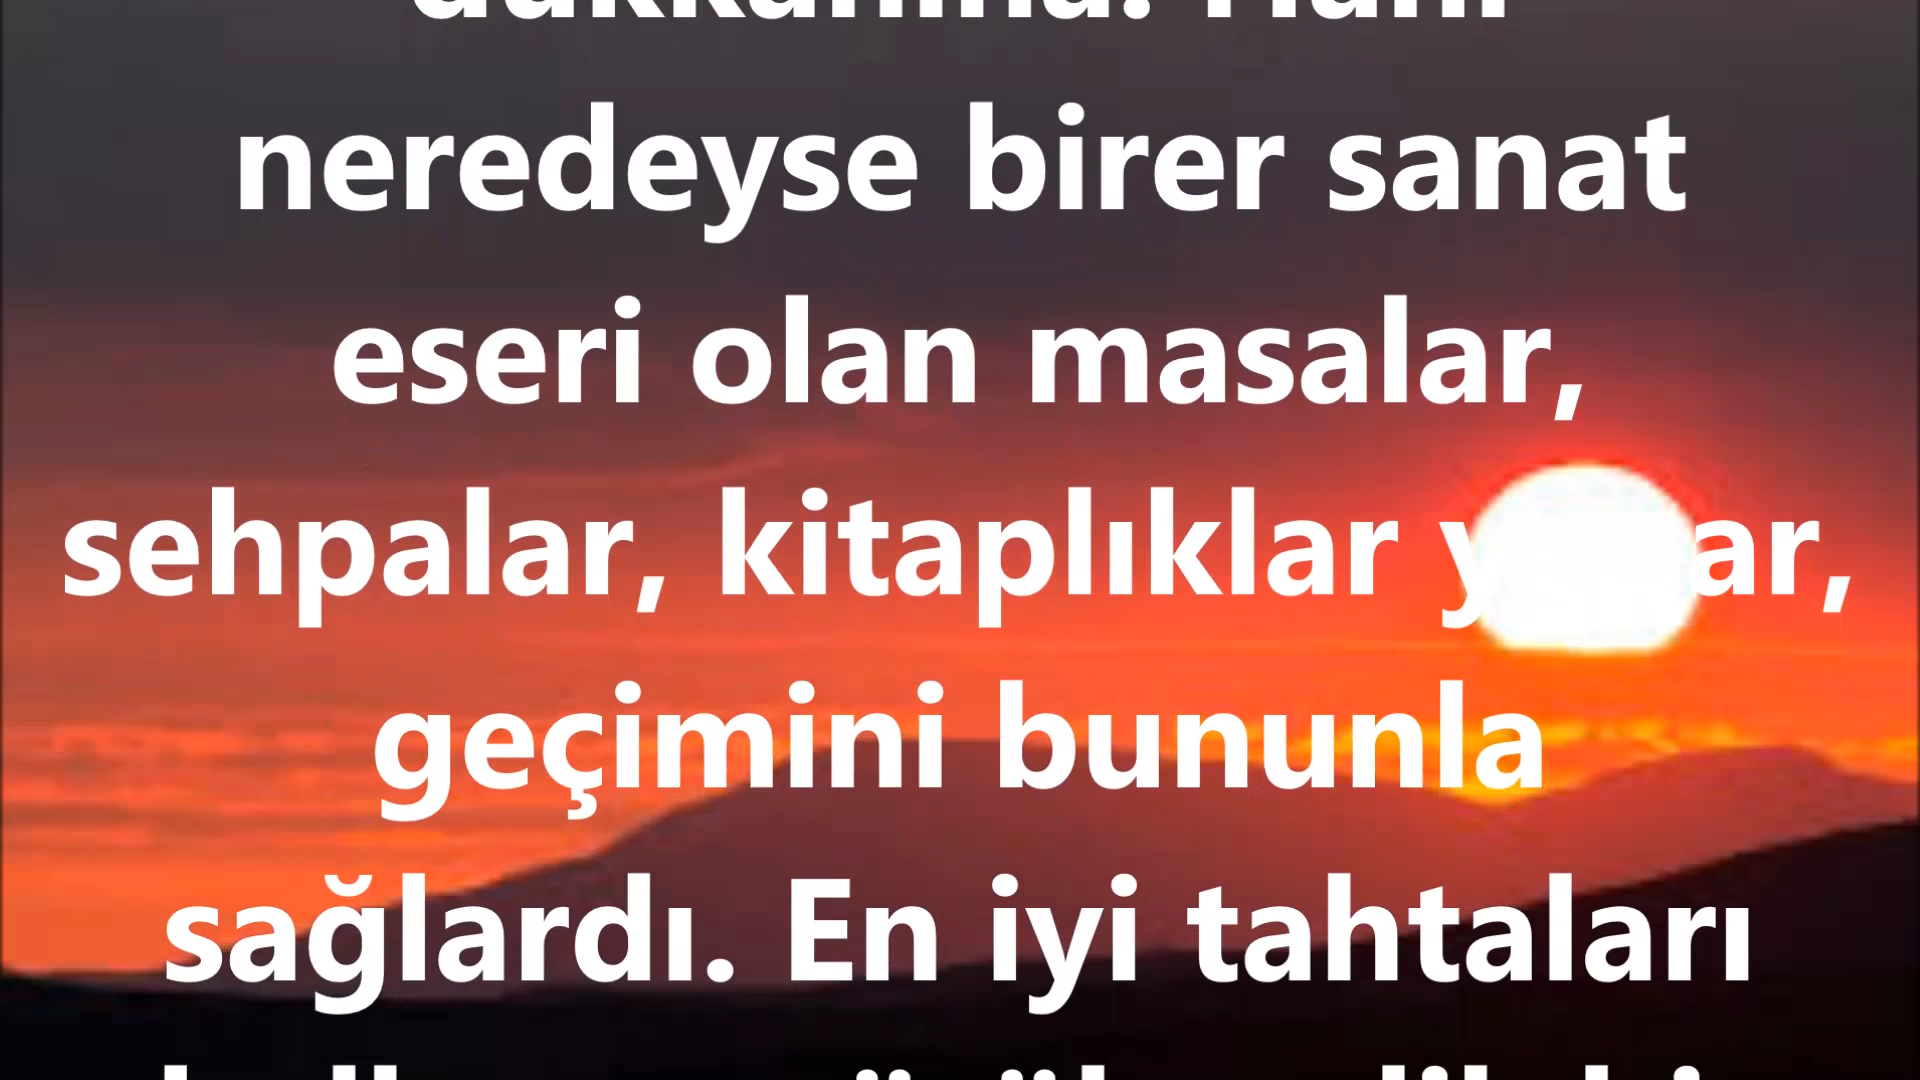 neredeyse birer sanat
eseri olan masalar,
sehpalar, kitaplıklar
geçimini bununla
sağlardı. En iyi tahtaları